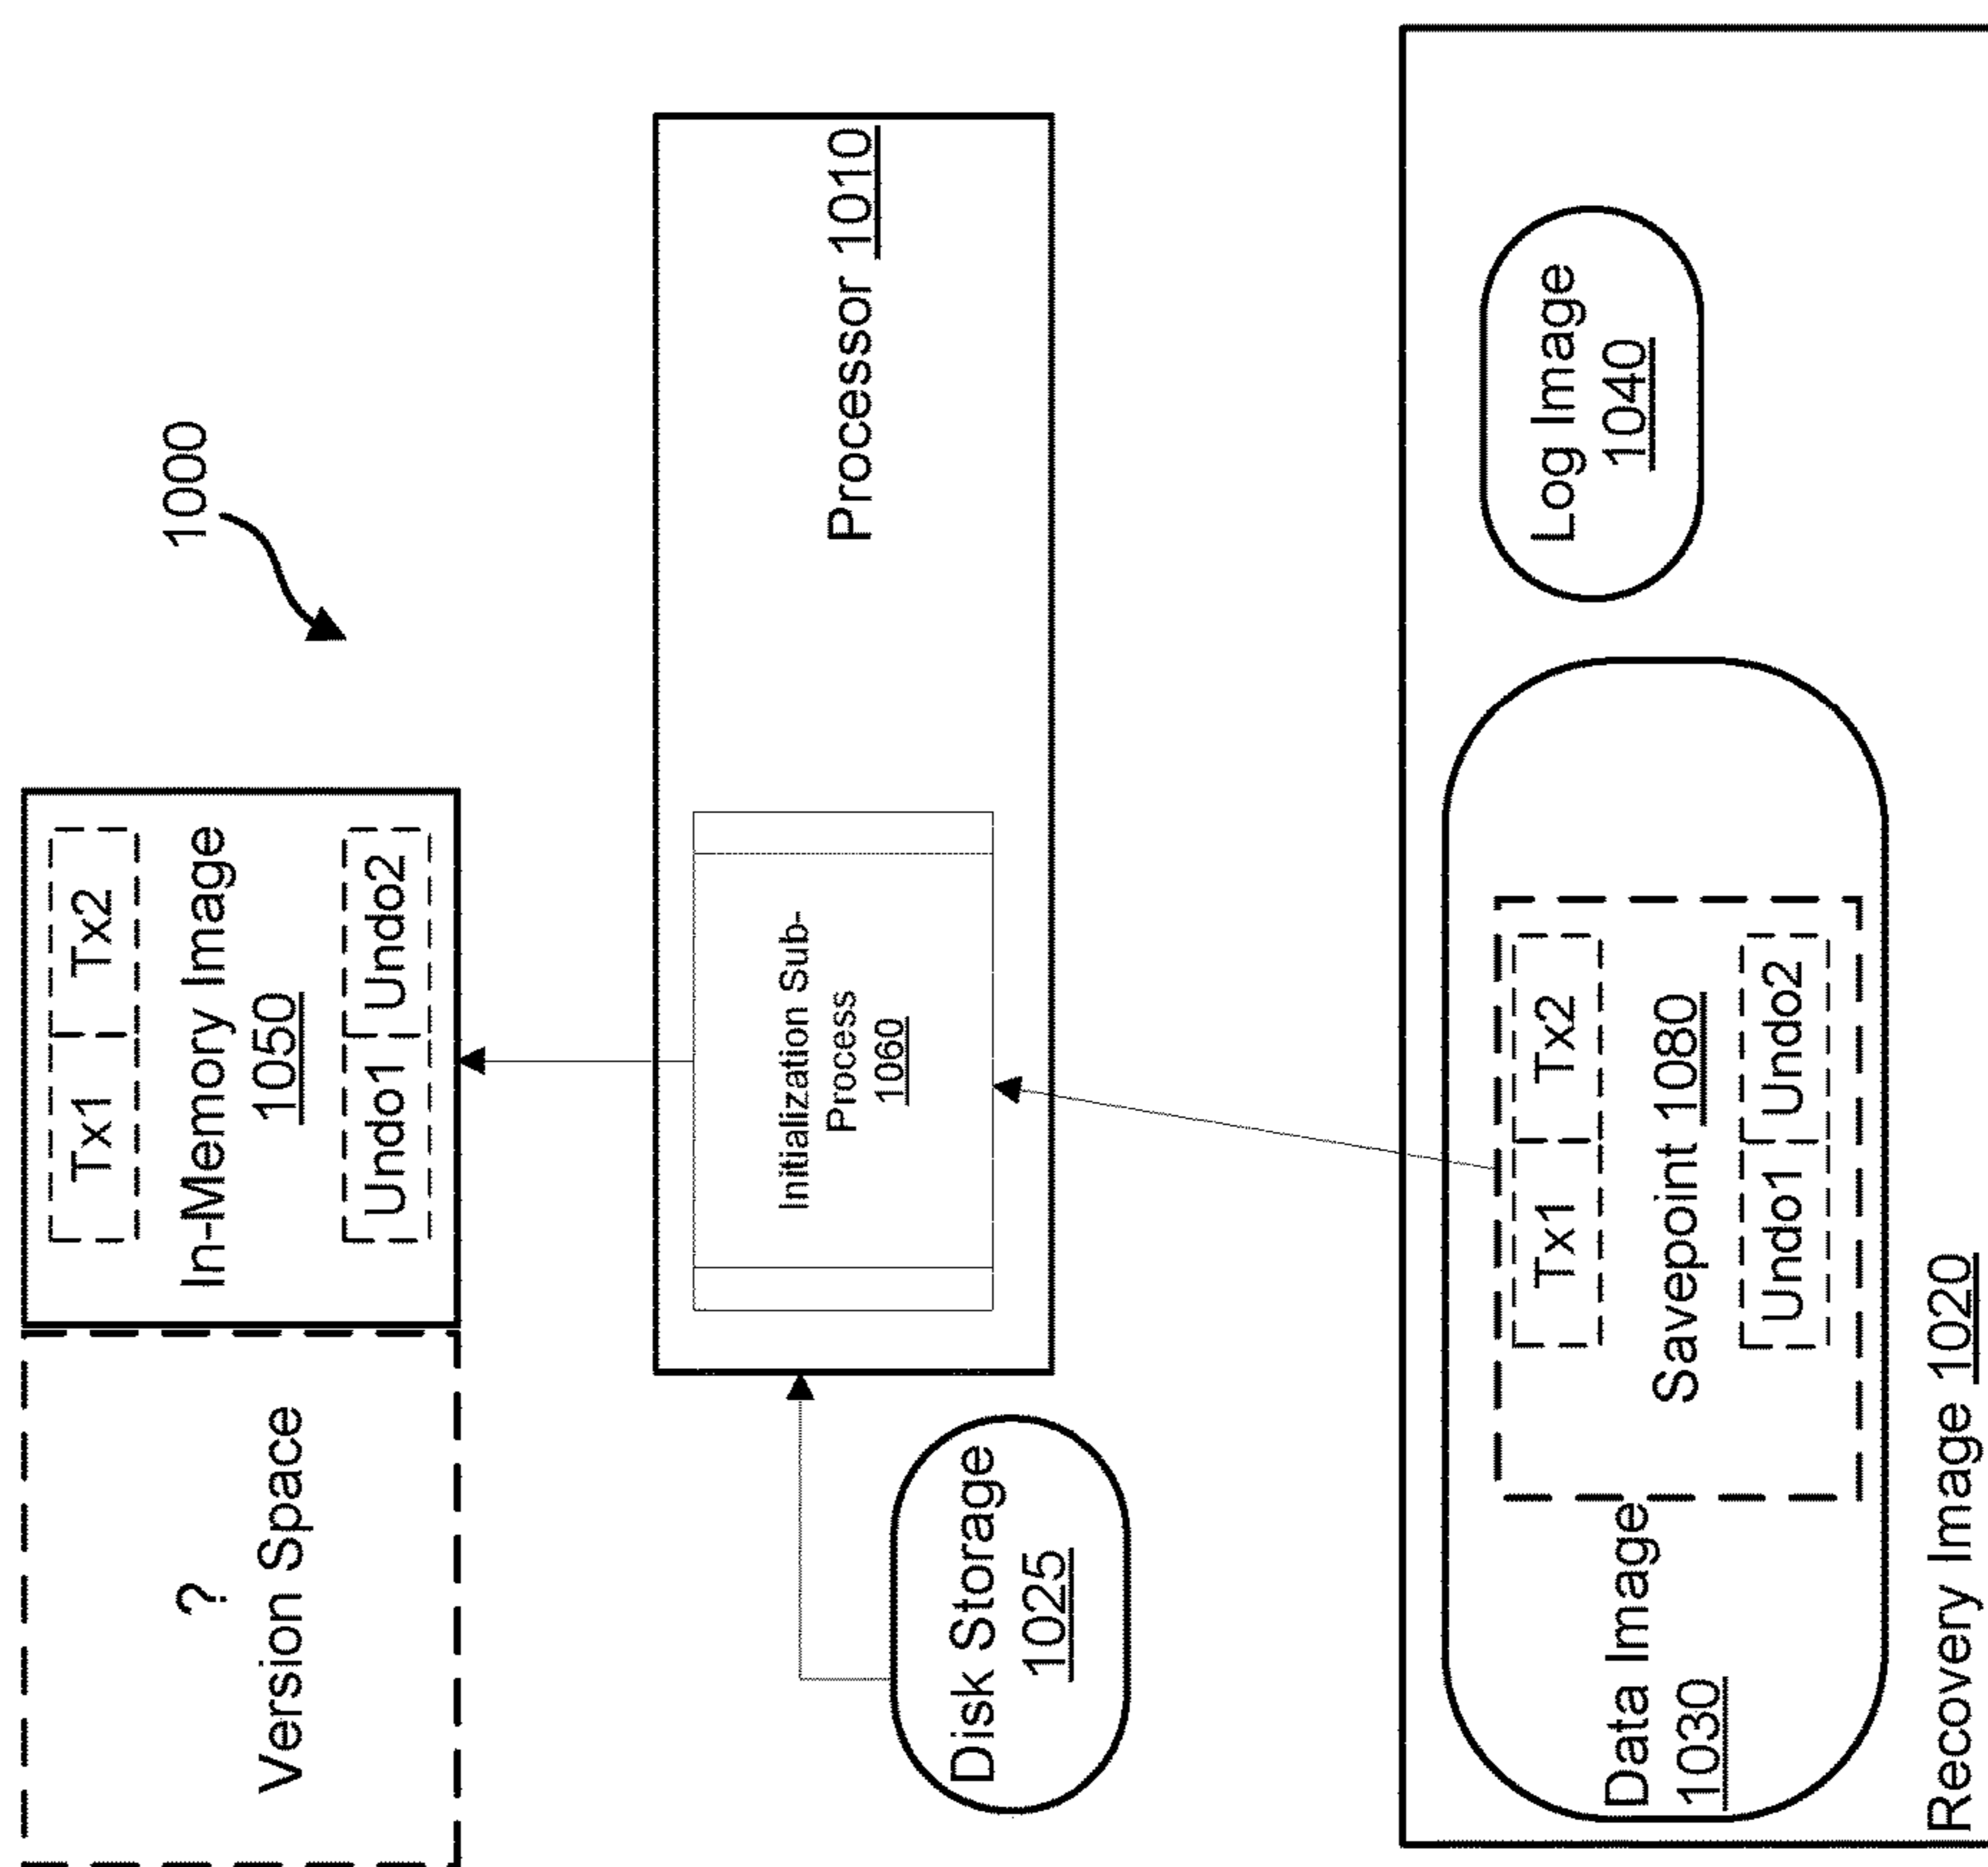 1000
?
Version Space
Tx1 Tx2
In-Memory Image
1050
Undo1 Undo2
Processor 1010
Initialization Sub-
Process
1060
Disk Storage
1025
Data Image
1030
Tx1 Tx2
Savepoint 1080
Undo1 Undo2
Log Image
1040
Recovery Image 1020